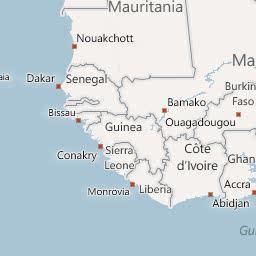 Mauritania
Nouakchott
aia
Dakar
Senegal
Ma
Bissau
Bamako
Burkin
Faso
Guinea
Ouagadougou
Conakry
Sierra
Leone
Côte
d'Ivoire
Ghan
Monrovia
Liberia
Accra
Abidjan
Gu